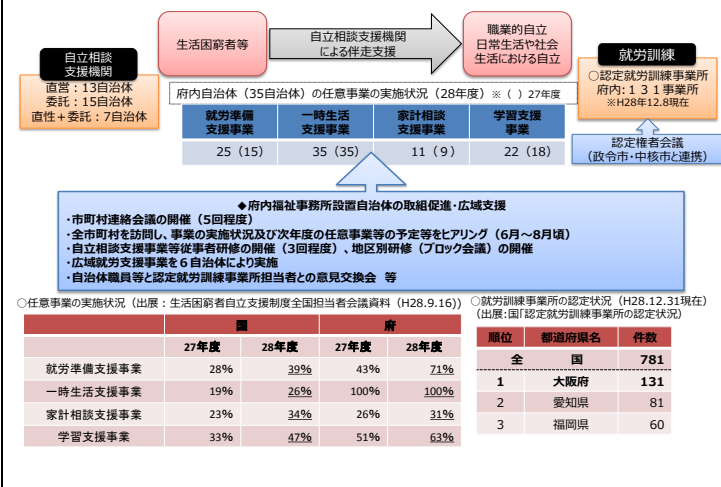 生活困窮者等
自立相談支援機関
による伴走支援
職業的自立
日常生活や社会
生活における自立
自立相談
支援機関
直営：13自治体
委託：15自治体
直性＋委託：7自治体
就労訓練
○認定就労訓練事業所
府内:１３１事業所
※H28年12.8現在
認定権者会議
（政令市・中核市と連携）
府内自治体（35自治体）の任意事業の実施状況（28年度）※（ ）27年度
就労準備
支援事業
一時生活
支援事業
家計相談
支援事業
学習支援
事業
25（15） 35（35） 11（9） 22（18）
◆府内福祉事務所設置自治体の取組促進・広域支援
・市町村連絡会議の開催（5回程度）
・全市町村を訪問し、事業の実施状況及び次年度の任意事業等の予定等をヒアリング（6月～8月頃）
・自立相談支援事業等従事者研修の開催（3回程度）、地区別研修（ブロック会議）の開催
・広域就労支援事業を６自治体により実施
・自治体職員等と認定就労訓練事業所担当者との意見交換会 等
○任意事業の実施状況（出展：生活困窮者自立支援制度全国担当者会議資料（H28.9.16））
国 府
27年度 28年度 27年度 28年度
就労準備支援事業 28% 39% 43% 71%
一時生活支援事業 19% 26% 100% 100%
家計相談支援事業 23% 34% 26% 31%
学習支援事業 33% 47% 51% 63%
○就労訓練事業所の認定状況（H28.12.31現在）
（出展:国「認定就労訓練事業所の認定状況）
順位 都道府県名 件数
全 国 781
1 大阪府 131
2 愛知県 81
3 福岡県 60